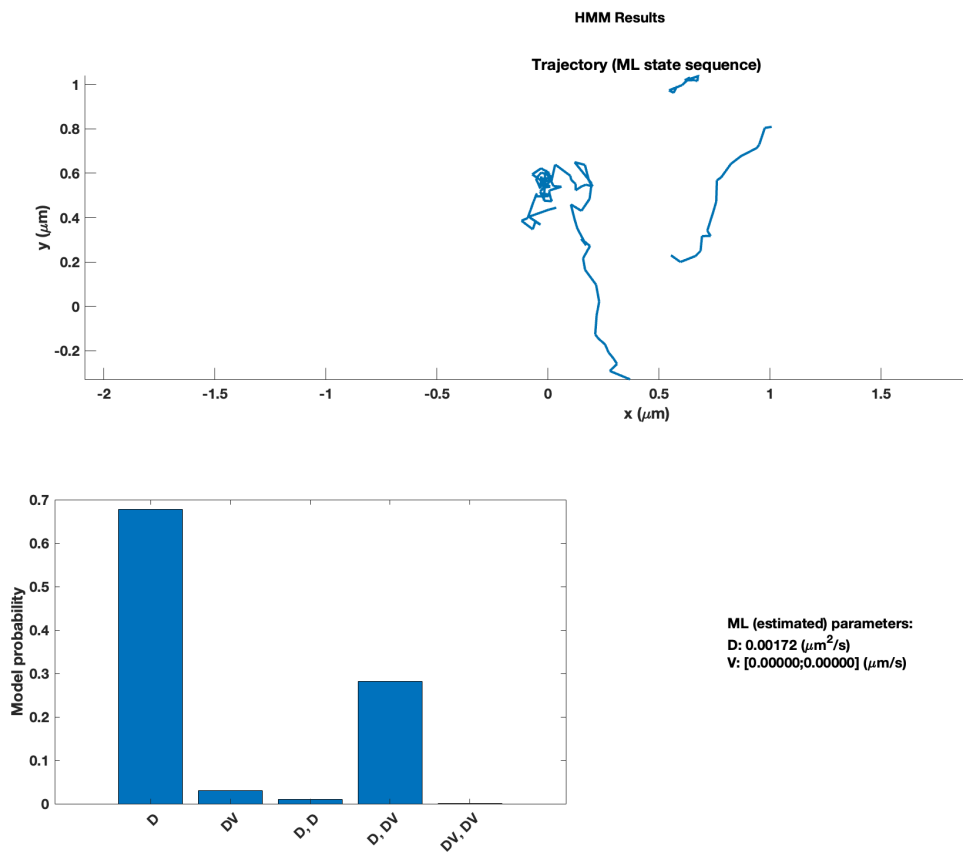 HMM Results
Trajectory (ML state sequence)
1
0.8
0.6
0.4
0.2
0
-0.2
y (μm)
-2 -1.5 -1 -0.5 0 0.5 1 1.5
x (μm)
0.7
0.6
0.5
0.4
0.3
0.2
0.1
0
Model probability
D DV D, D D, DV DV, DV
ML (estimated) parameters:
D: 0.00172 (μm²/s)
V: [0.00000;0.00000] (μm/s)